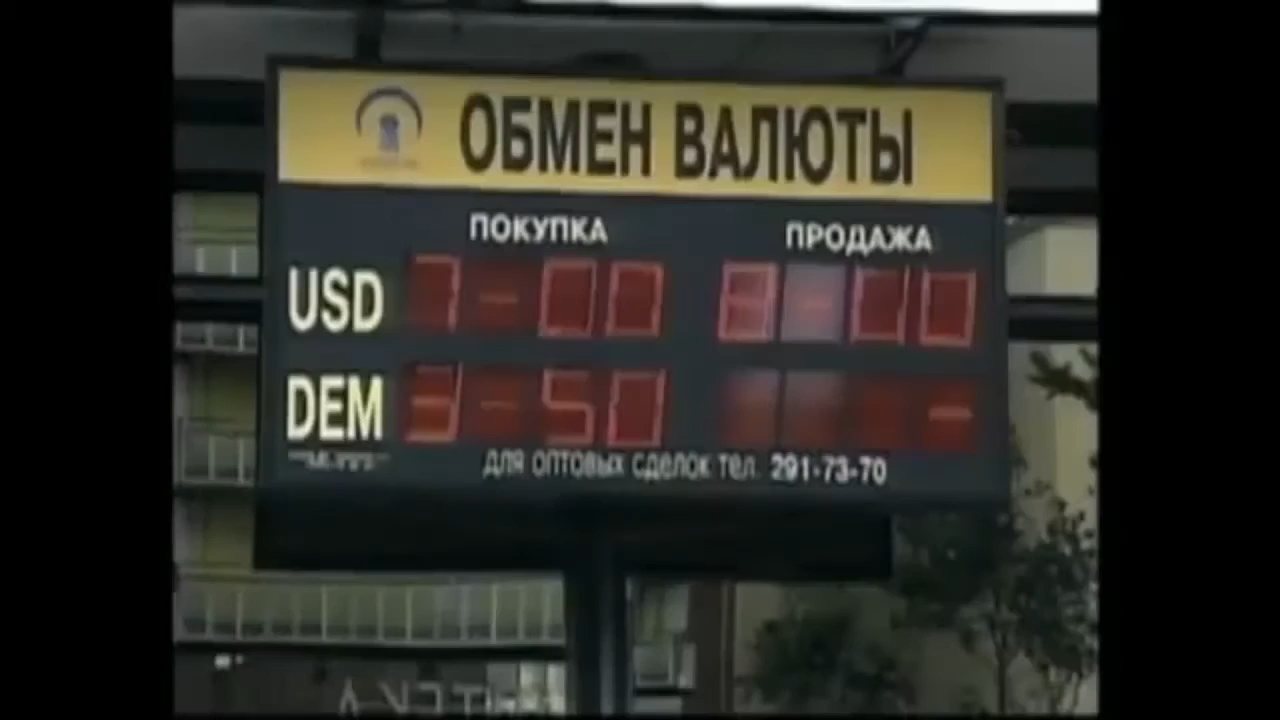 ОБМЕН ВАЛЮТЫ
ПОКУПКА ПРОДАЖА
USD 7-00 8-00
DEM 3-50 -
для оптовых сделок тел. 291-73-70